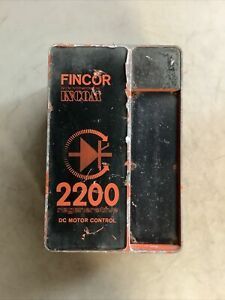 FINCOR
INCOM
2200
regenerative
DC MOTOR CONTROL